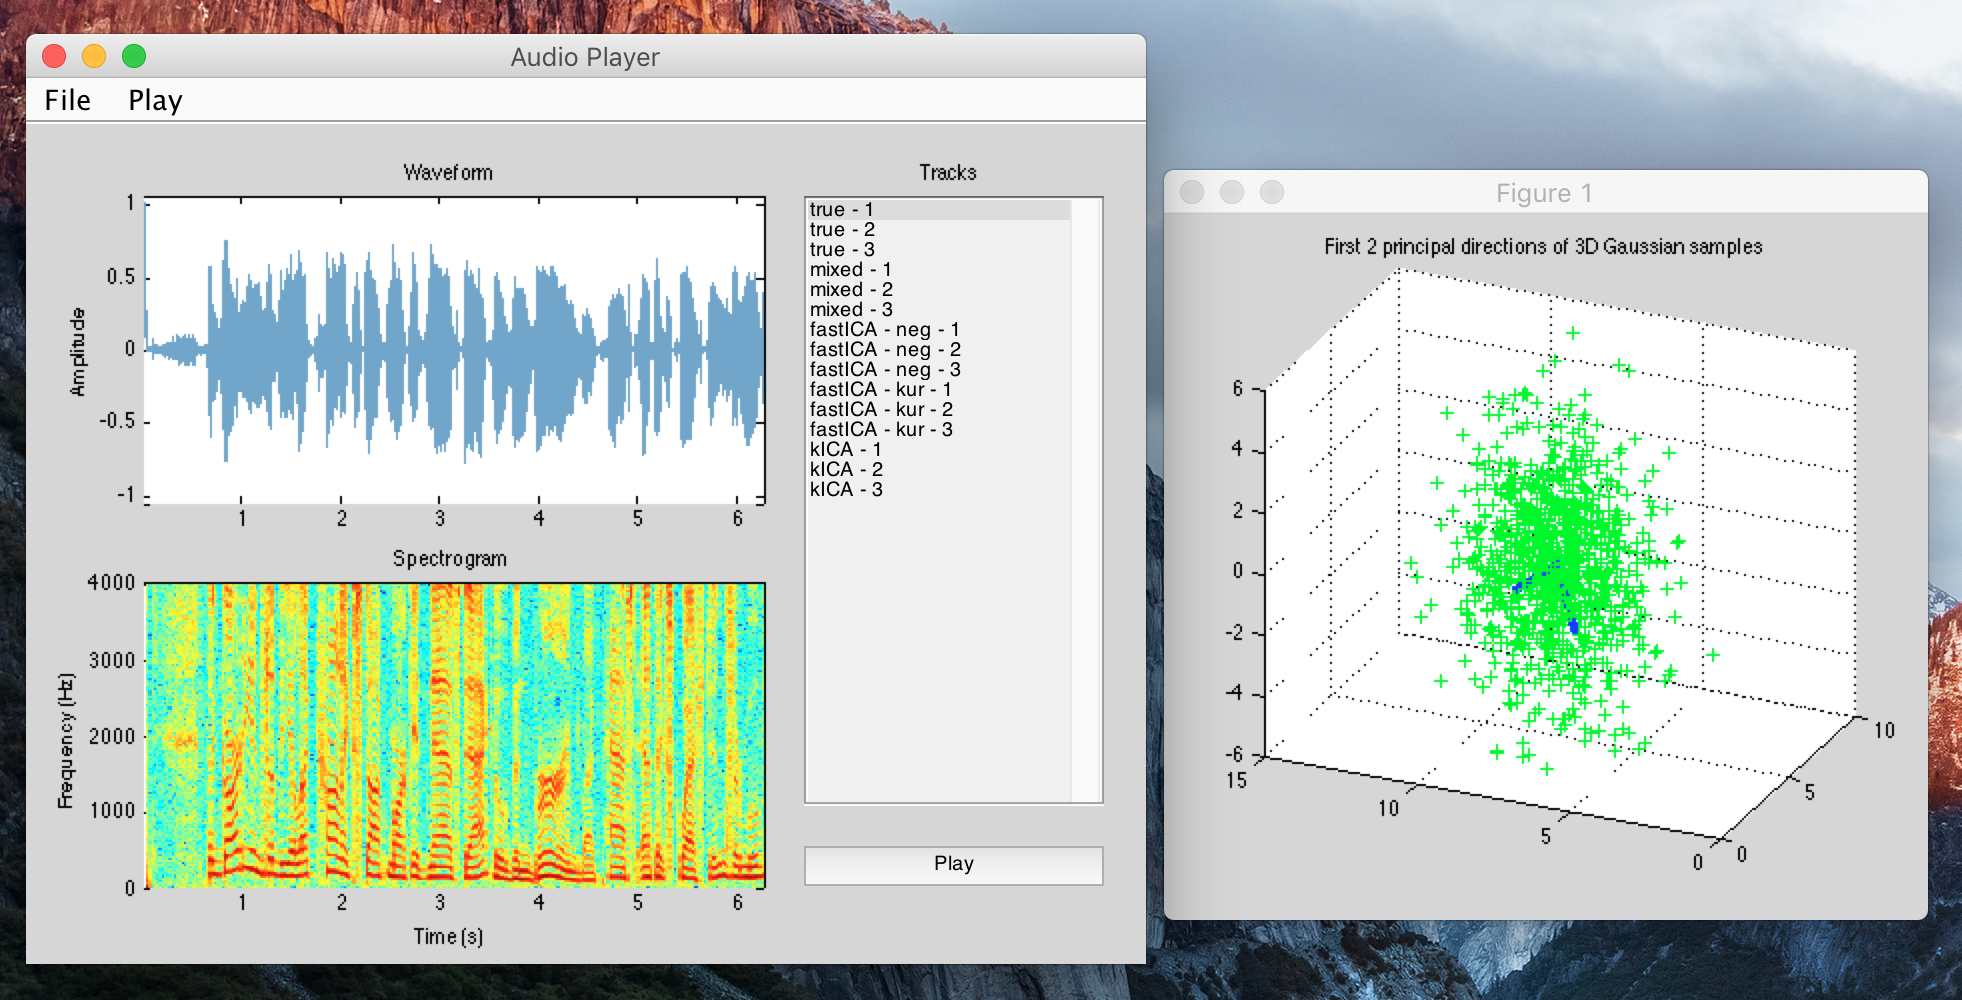 Audio Player
File Play
Waveform
1
0.5
0
-0.5
-1
Amplitude
1 2 3 4 5 6
Spectrogram
4000
3000
2000
1000
0
Frequency (Hz)
1 2 3 4 5 6
Time (s)
Tracks
true - 1
true - 2
true - 3
mixed - 1
mixed - 2
mixed - 3
fastICA - neg - 1
fastICA - neg - 2
fastICA - neg - 3
fastICA - kur - 1
fastICA - kur - 2
fastICA - kur - 3
kICA - 1
kICA - 2
kICA - 3
Play
Figure 1
First 2 principal directions of 3D Gaussian samples
6
4
2
0
-2
-4
-6
15
10
5
0
0
5
10